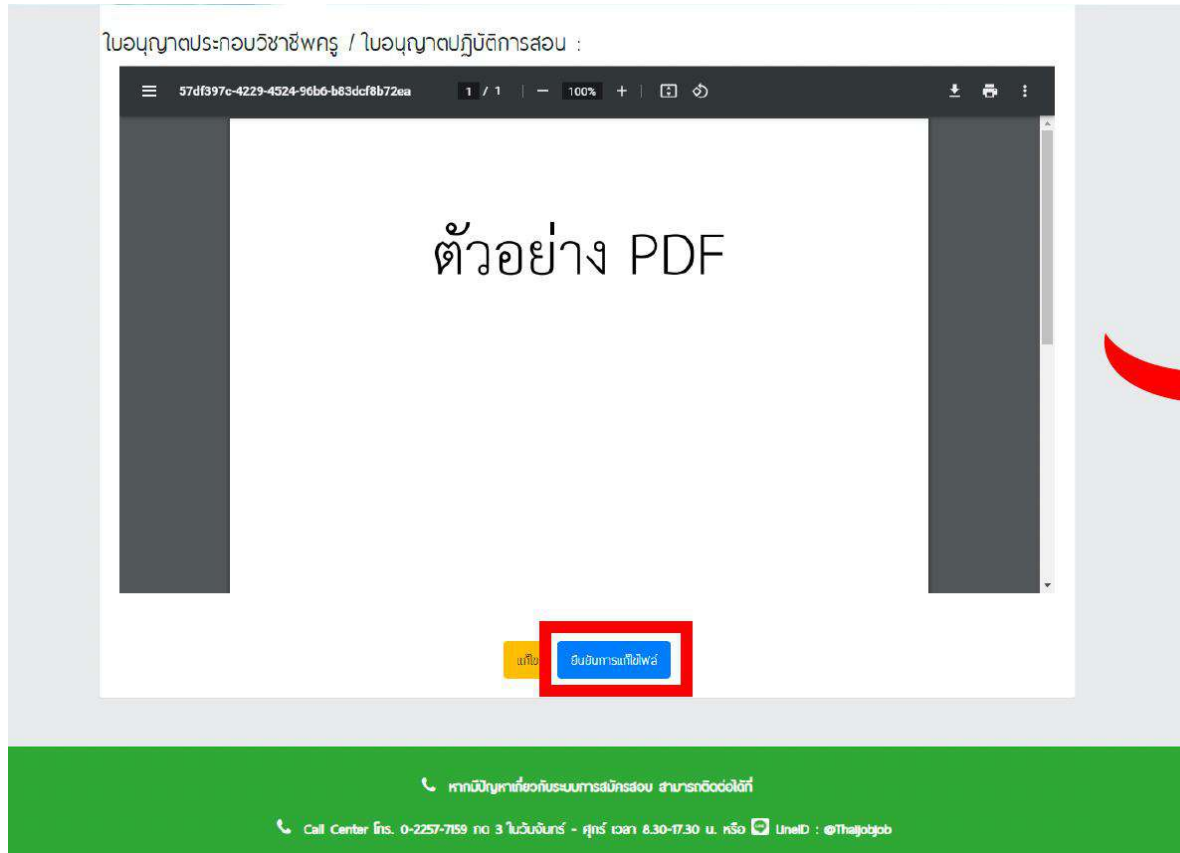 ใบอนุญาตประกอบวิชาชีพครู / ใบอนุญาตปฏิบัติการสอน :
57df397c-4229-4524-96b6-b83dcf8b72ea 1 / 1 100%
ตัวอย่าง PDF
แก้ไข ยืนยันการแก้ไขไฟล์
หากมีปัญหาเกี่ยวกับระบบการสมัครสอบ สามารถติดต่อได้ที่
Call Center โทร. 0-2257-7159 กด 3 ในวันจันทร์ - ศุกร์ เวลา 8.30-17.30 น. หรือ LineID : @Thaijobjob